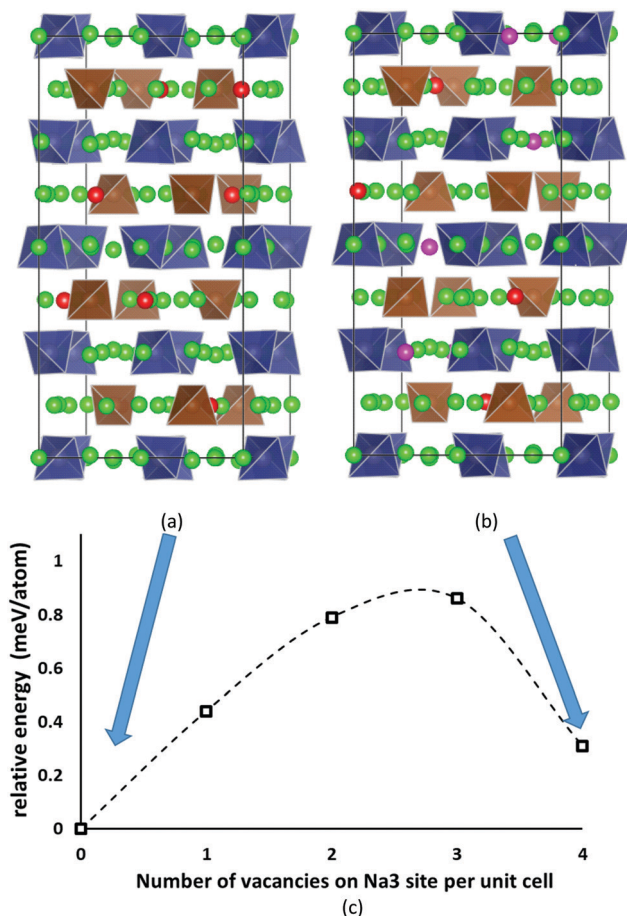 (a)
(b)
relative energy (meV/atom)
1
0.8
0.6
0.4
0.2
0
0 1 2 3 4
Number of vacancies on Na3 site per unit cell
(c)